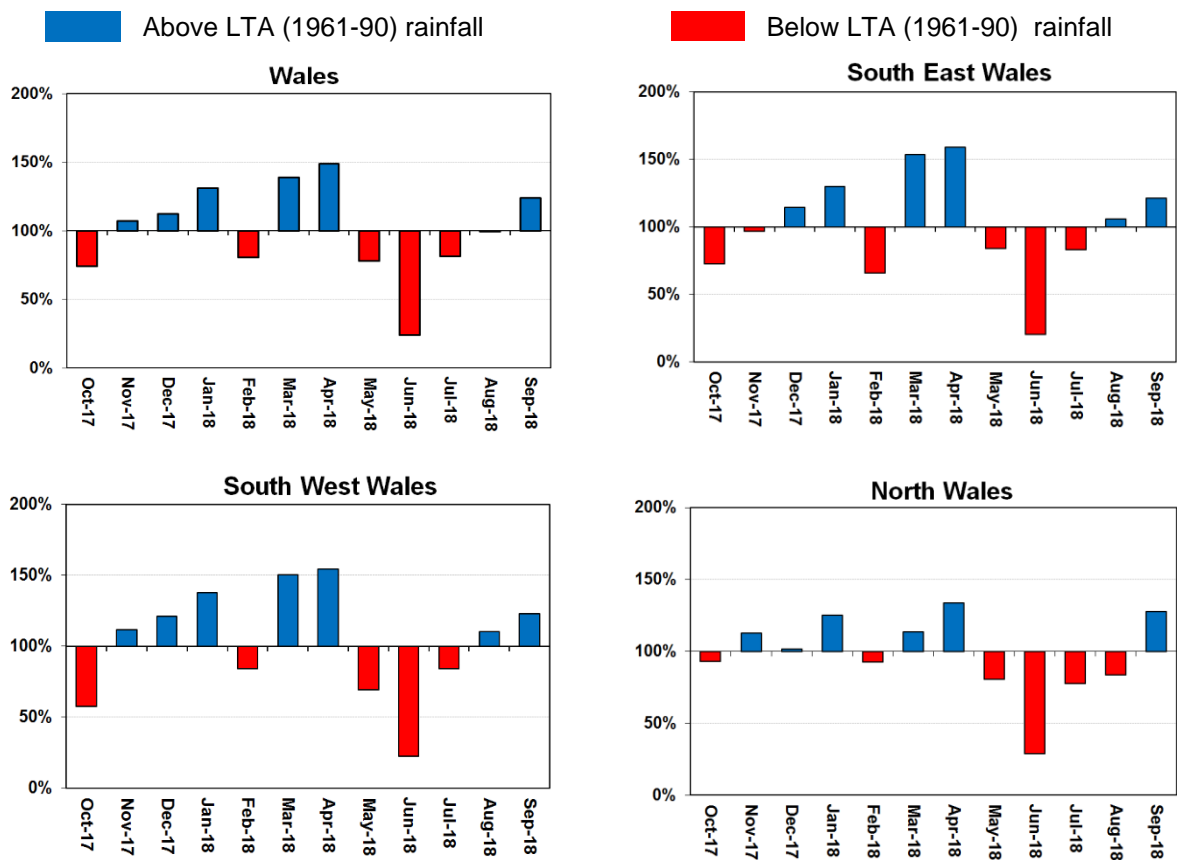 Above LTA (1961-90) rainfall
Below LTA (1961-90) rainfall
Wales
200%
150%
100%
50%
0%
Oct-17
Nov-17
Dec-17
Jan-18
Feb-18
Mar-18
Apr-18
May-18
Jun-18
Jul-18
Aug-18
Sep-18
South East Wales
200%
150%
100%
50%
0%
Oct-17
Nov-17
Dec-17
Jan-18
Feb-18
Mar-18
Apr-18
May-18
Jun-18
Jul-18
Aug-18
Sep-18
South West Wales
200%
150%
100%
50%
0%
Oct-17
Nov-17
Dec-17
Jan-18
Feb-18
Mar-18
Apr-18
May-18
Jun-18
Jul-18
Aug-18
Sep-18
North Wales
200%
150%
100%
50%
0%
Oct-17
Nov-17
Dec-17
Jan-18
Feb-18
Mar-18
Apr-18
May-18
Jun-18
Jul-18
Aug-18
Sep-18